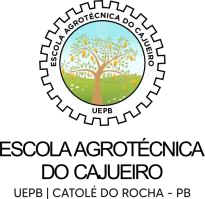 ESCOLA AGROTÉCNICA DO CAJUEIRO
UEPB
ESCOLA AGROTÉCNICA
DO CAJUEIRO
UEPB | CATOLÉ DO ROCHA - PB